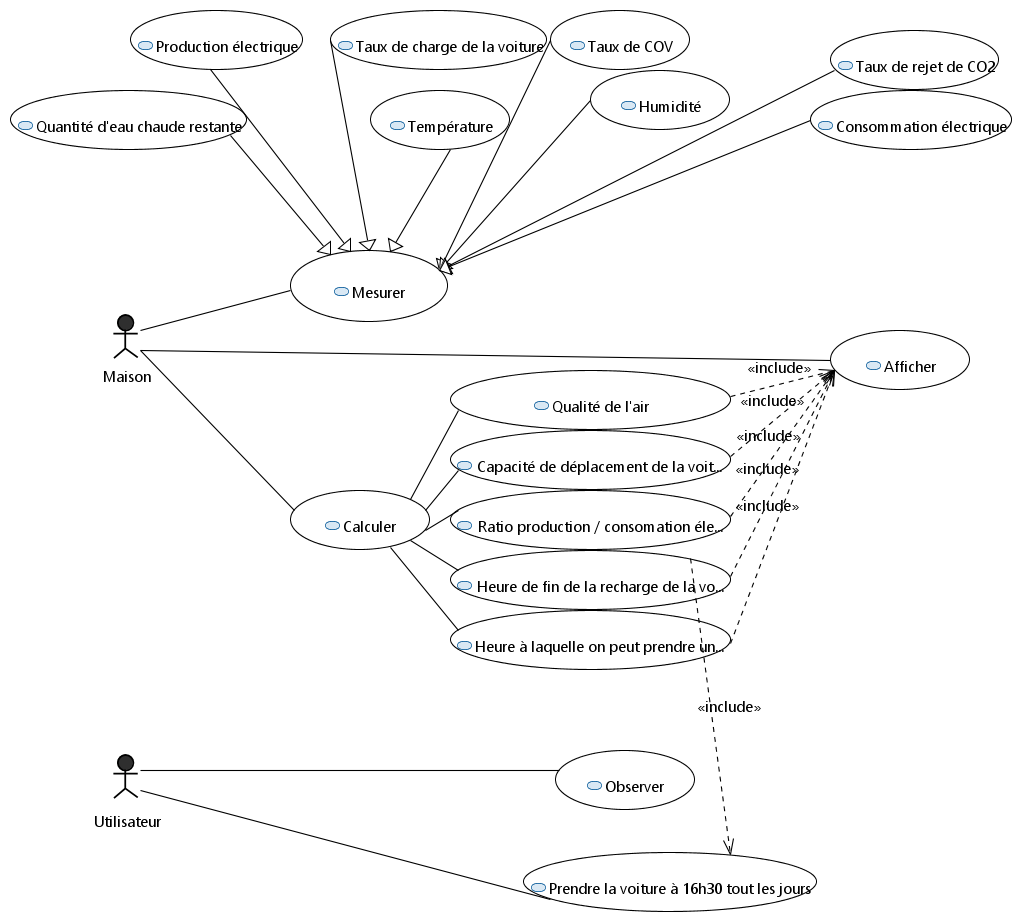 Production électrique
Taux de charge de la voiture
Taux de COV
Taux de rejet de CO2
Humidité
Quantité d'eau chaude restante
Température
Consommation électrique
Mesurer
Maison
Afficher
«include»
Qualité de l'air
«include»
«include»
Capacité de déplacement de la voit...
«include»
«include»
Calculer
Ratio production / consomation éle...
Heure de fin de la recharge de la vo...
Heure à laquelle on peut prendre un...
«include»
Observer
Utilisateur
Prendre la voiture à 16h30 tout les jours